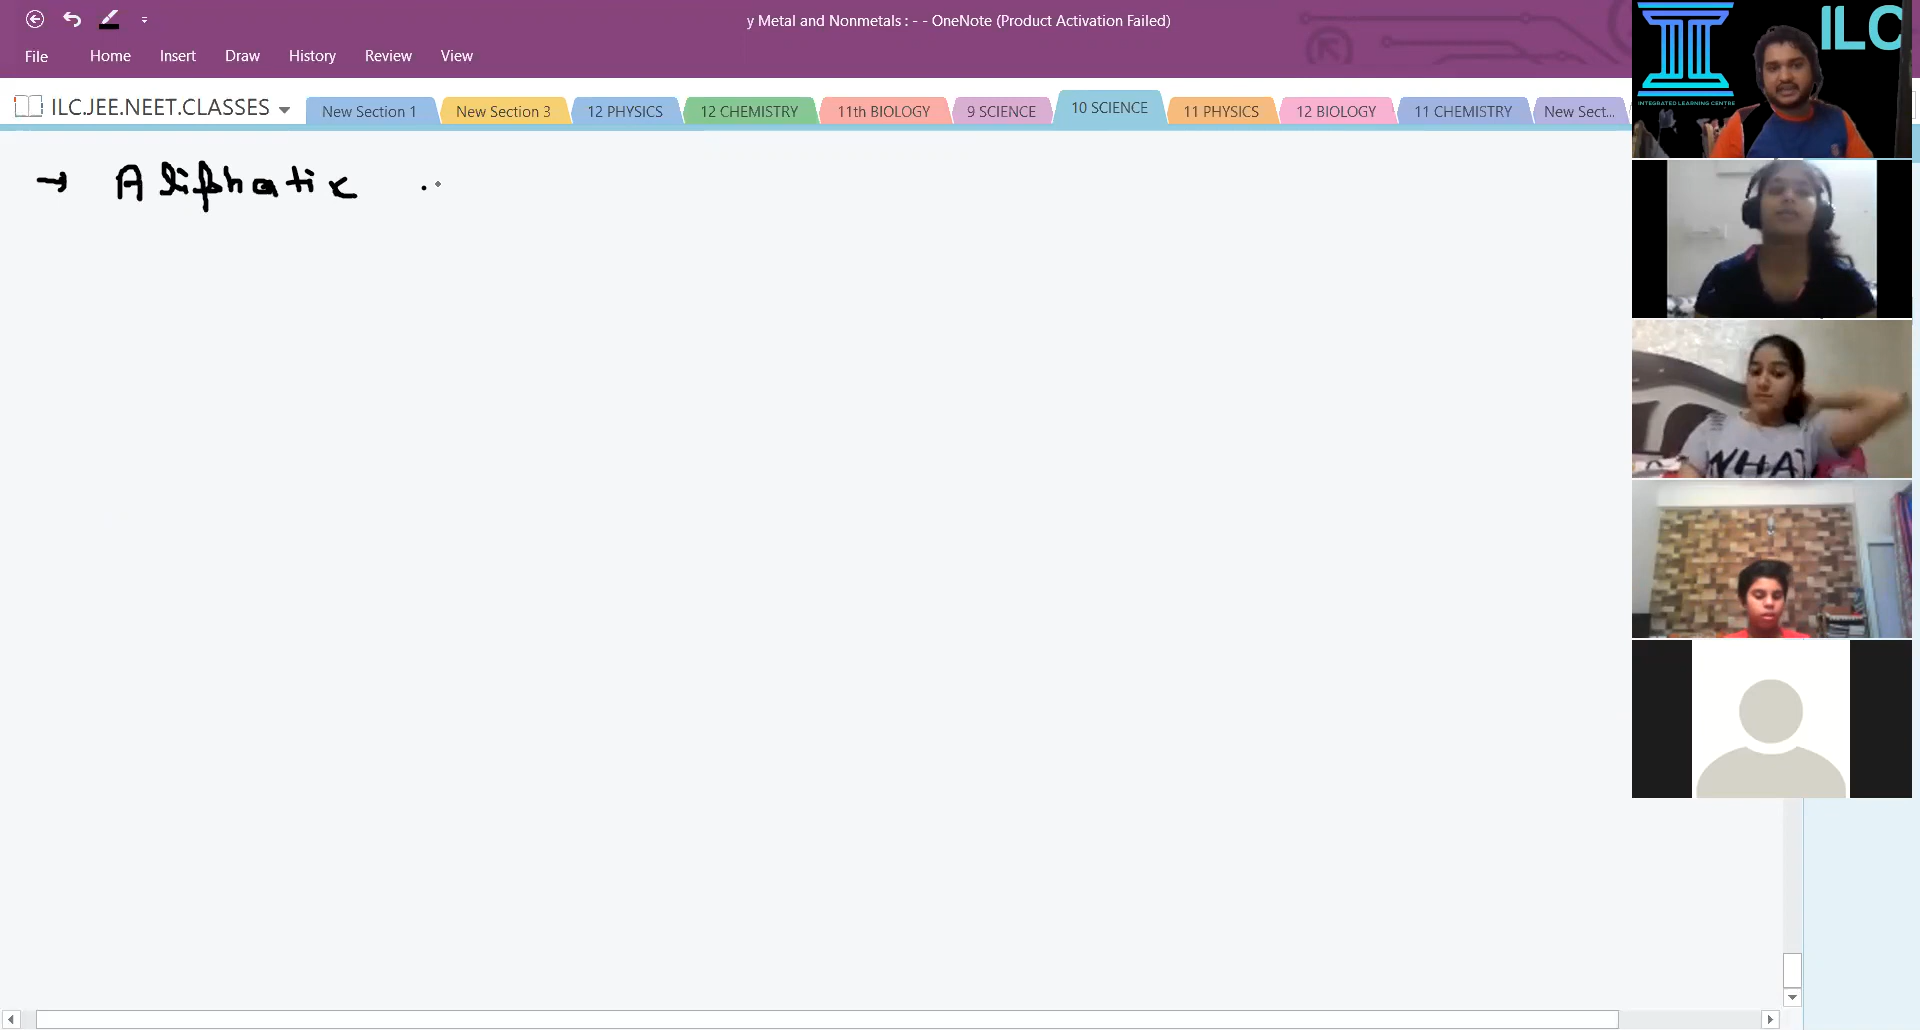 y Metal and Nonmetals : - - OneNote (Product Activation Failed)
File Home Insert Draw History Review View
ILC.JEE.NEET.CLASSES New Section 1 New Section 3 12 PHYSICS 12 CHEMISTRY 11th BIOLOGY 9 SCIENCE 10 SCIENCE 11 PHYSICS 12 BIOLOGY 11 CHEMISTRY New Sect...
→ Aliphatic
ILC
INTEGRATED LEARNING CENTRE
WHAT